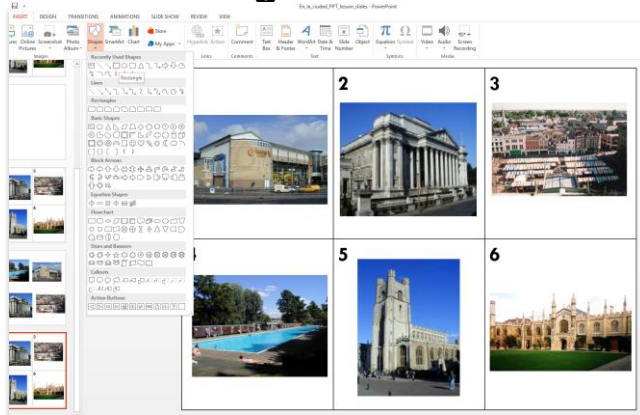 En_la_ciudad_PPT_lesson_slides - PowerPoint
INSERT DESIGN TRANSITIONS ANIMATIONS SLIDE SHOW REVIEW VIEW
Online Pictures Screenshot Photo Album Shapes SmartArt Chart Store My Apps Hyperlink Action Comment Text Box Header & Footer WordArt Date & Time Slide Number Object Equation Symbol Video Audio Screen Recording
Links Comments Text Symbols Media
Recently Used Shapes
Rectangle
Lines
Rectangles
Basic Shapes
Block Arrows
Equation Shapes
Flowchart
Stars and Banners
Callouts
Action Buttons
2 3
5 6